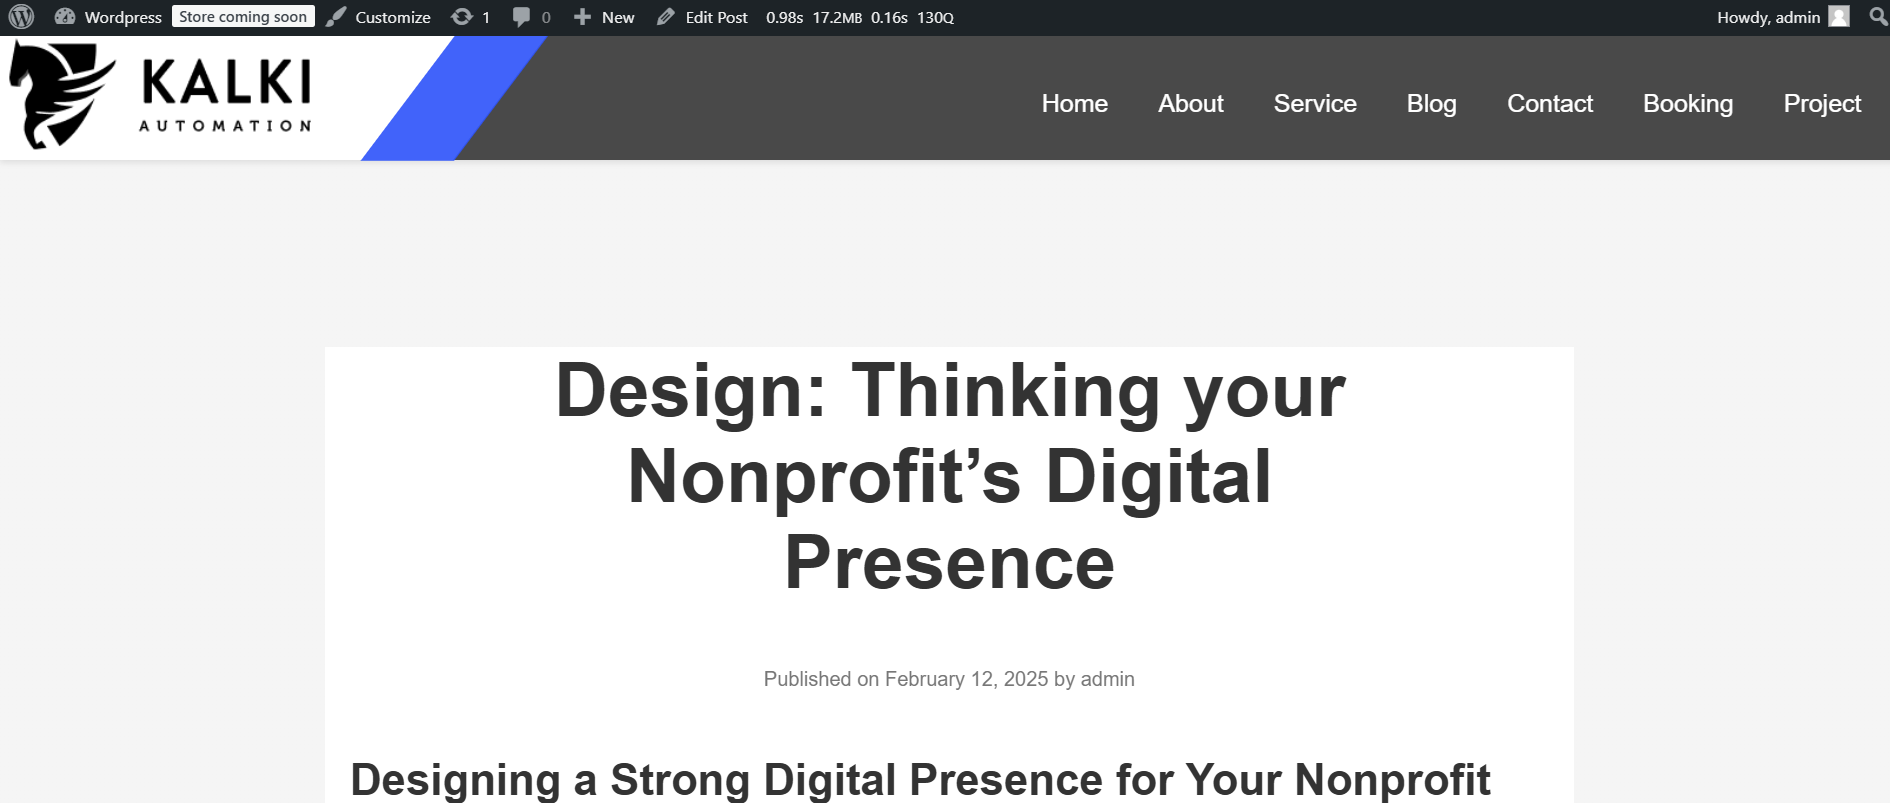 Wordpress Store coming soon Customize 1 0 New Edit Post 0.98s 17.2MB 0.16s 130Q Howdy, admin
KALKI
AUTOMATION
Home About Service Blog Contact Booking Project
Design: Thinking your
Nonprofit’s Digital
Presence
Published on February 12, 2025 by admin
Designing a Strong Digital Presence for Your Nonprofit